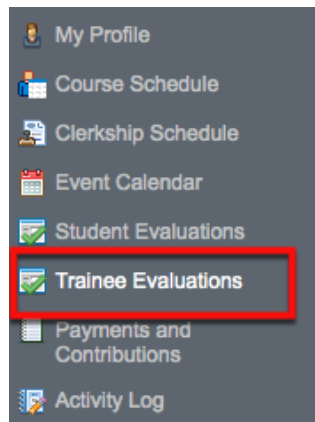 My Profile
Course Schedule
Clerkship Schedule
Event Calendar
Student Evaluations
Trainee Evaluations
Payments and
Contributions
Activity Log